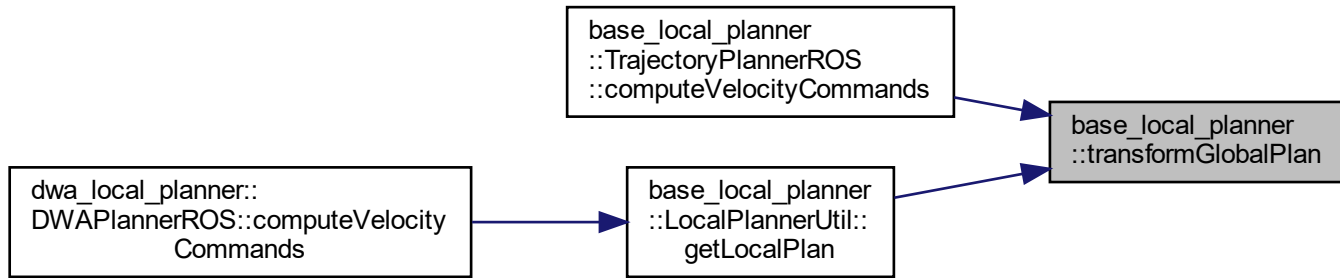 base_local_planner
::TrajectoryPlannerROS
::computeVelocityCommands
base_local_planner
::transformGlobalPlan
dwa_local_planner::
DWAPlannerROS::computeVelocity
Commands
base_local_planner
::LocalPlannerUtil::
getLocalPlan